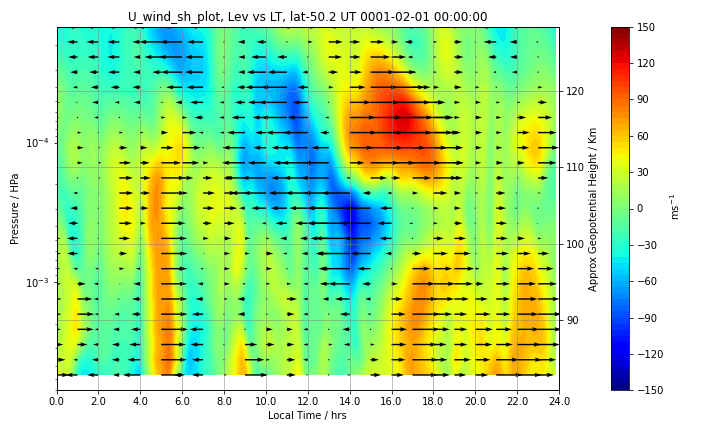 U_wind_sh_plot, Lev vs LT, lat-50.2 UT 0001-02-01 00:00:00
Pressure / HPa
10⁻⁴
10⁻³
0.0 2.0 4.0 6.0 8.0 10.0 12.0 14.0 16.0 18.0 20.0 22.0 24.0
Local Time / hrs
120
110
100
90
Approx Geopotential Height / Km
150
120
90
60
30
0
−30
−60
−90
−120
−150
ms⁻¹